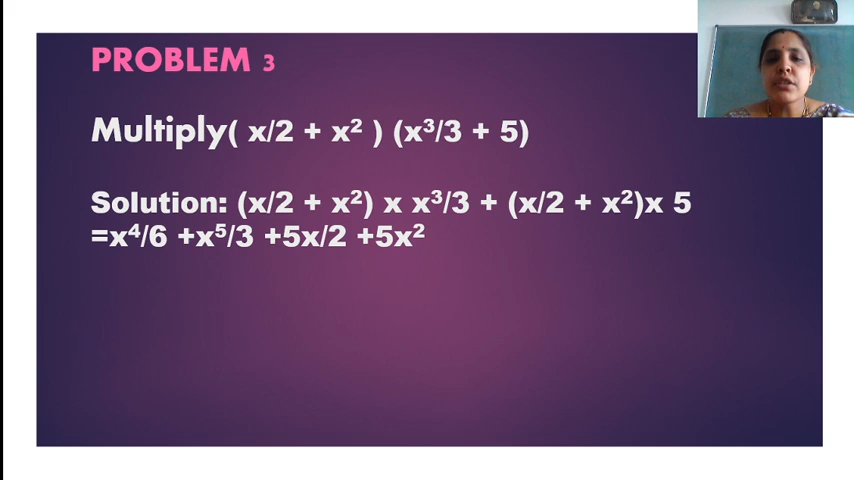 PROBLEM 3
Multiply( x/2 + x² ) (x³/3 + 5)
Solution: (x/2 + x²) x x³/3 + (x/2 + x²)x 5
=x⁴/6 +x⁵/3 +5x/2 +5x²